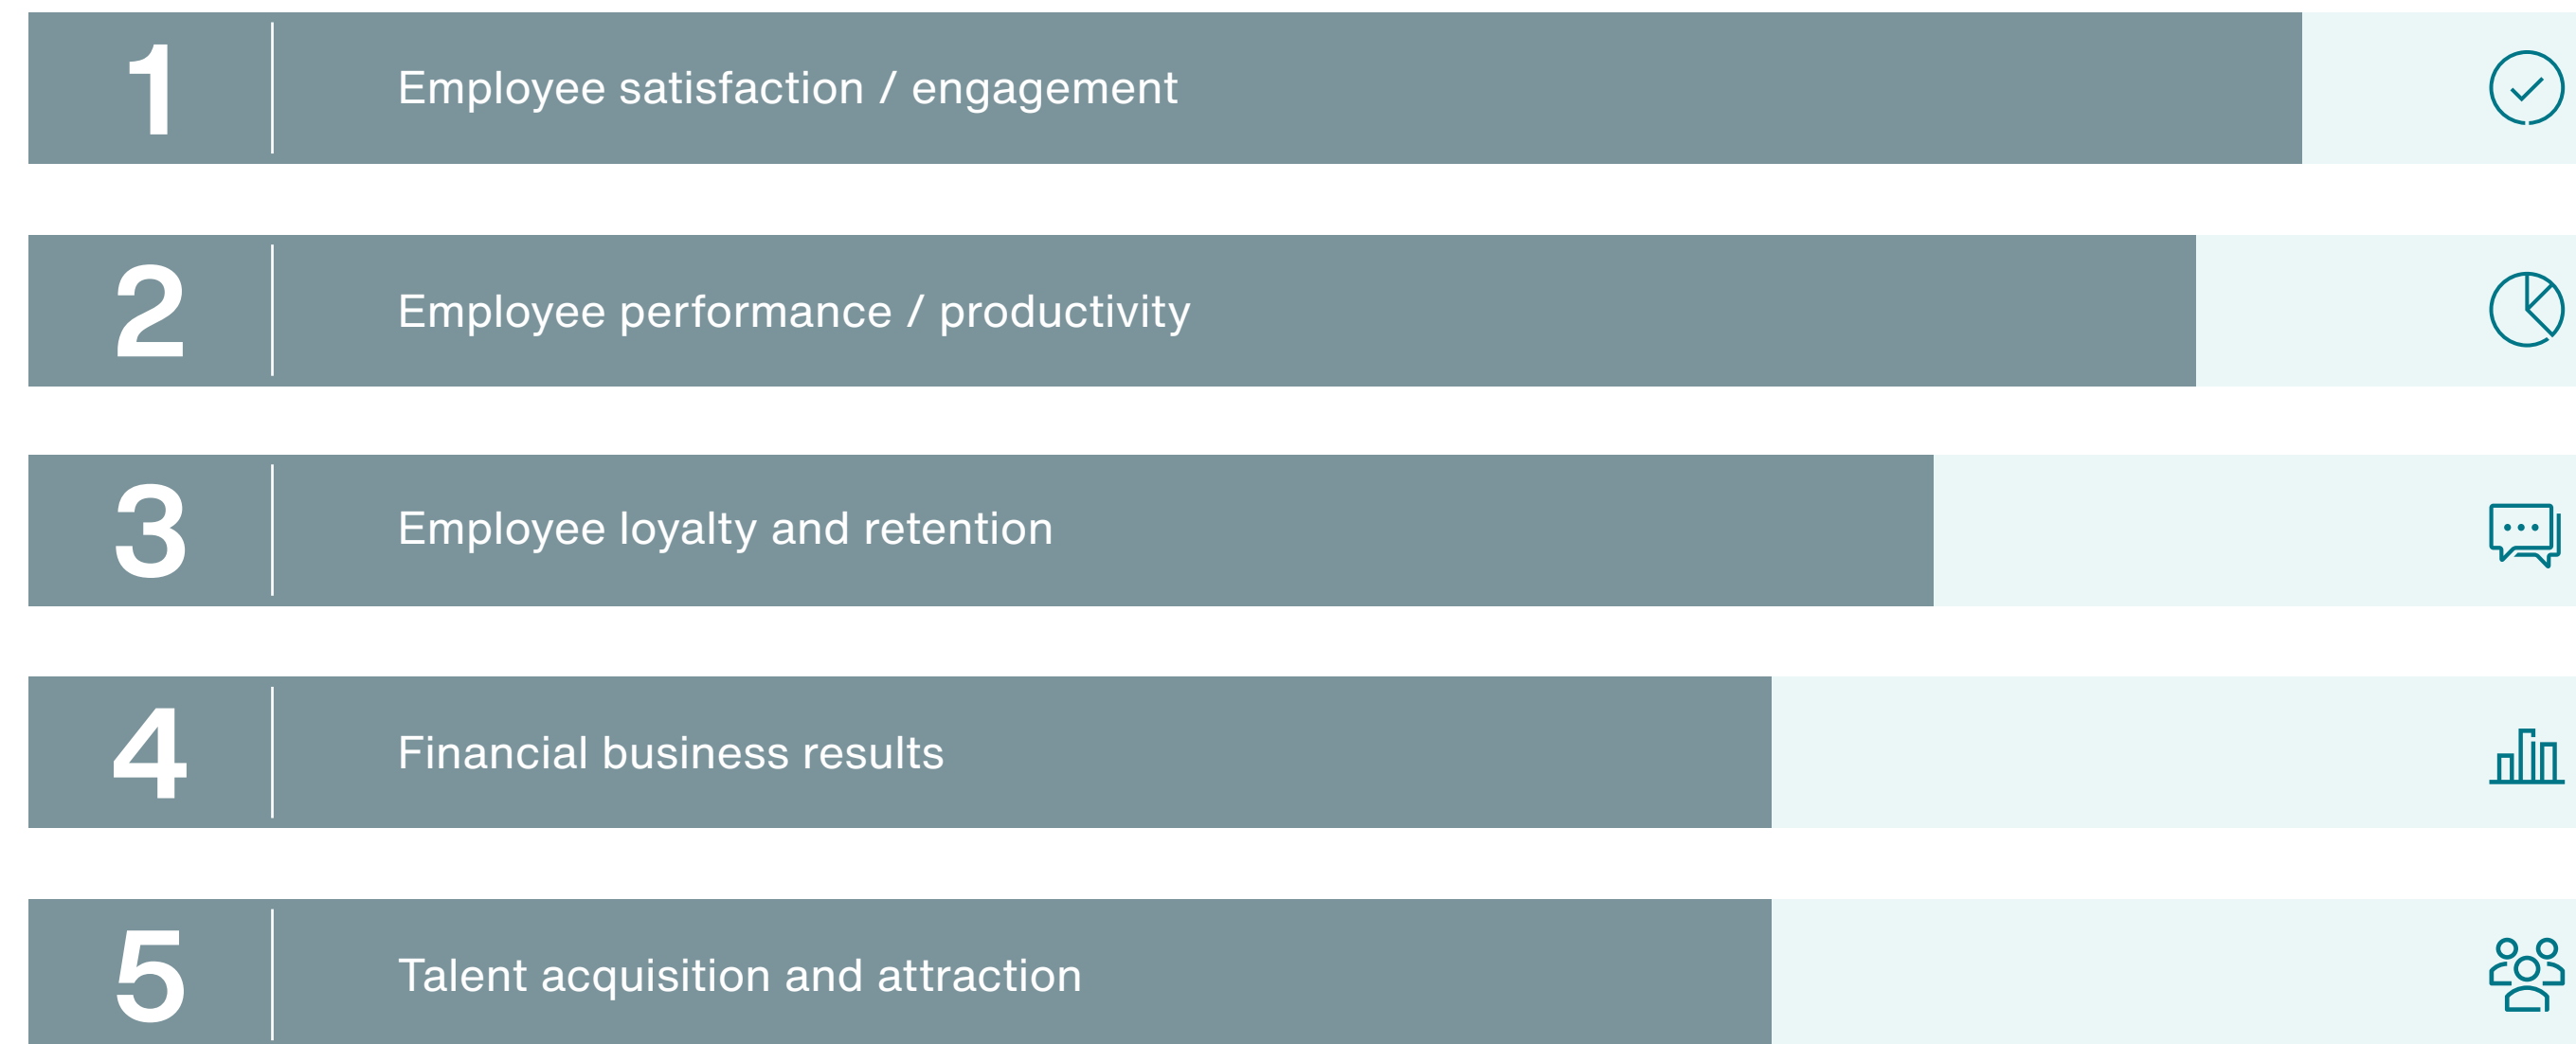 1
Employee satisfaction / engagement
2
Employee performance / productivity
3
Employee loyalty and retention
4
Financial business results
5
Talent acquisition and attraction